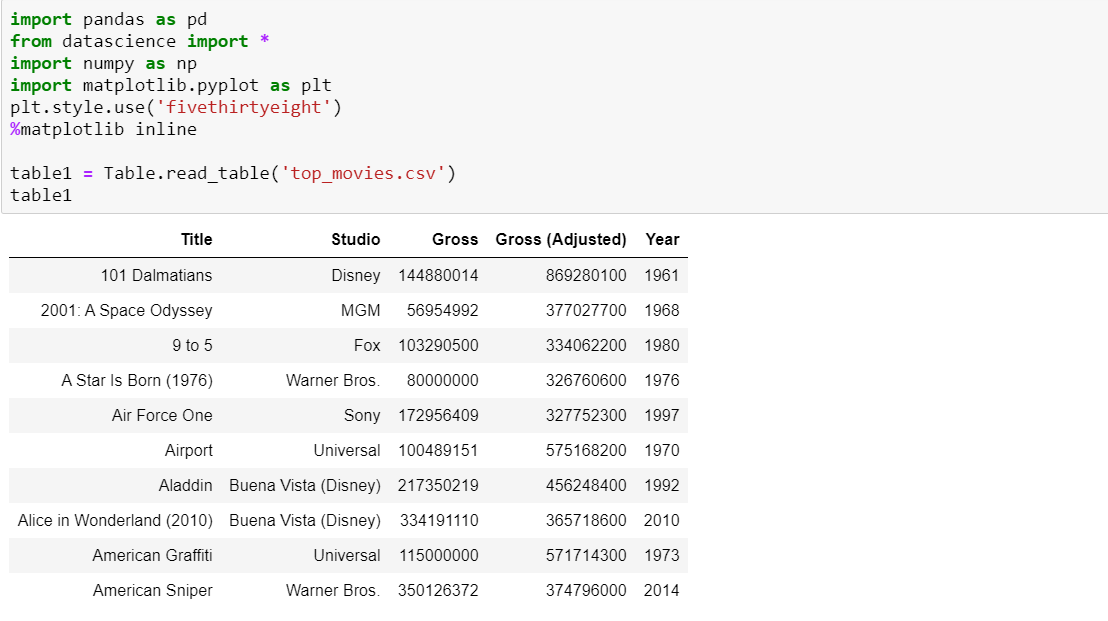 import pandas as pd
from datascience import *
import numpy as np
import matplotlib.pyplot as plt
plt.style.use('fivethirtyeight')
%matplotlib inline
table1 = Table.read_table('top_movies.csv')
table1
Title Studio Gross Gross (Adjusted) Year
101 Dalmatians Disney 144880014 869280100 1961
2001: A Space Odyssey MGM 56954992 377027700 1968
9 to 5 Fox 103290500 334062200 1980
A Star Is Born (1976) Warner Bros. 80000000 326760600 1976
Air Force One Sony 172956409 327752300 1997
Airport Universal 100489151 575168200 1970
Aladdin Buena Vista (Disney) 217350219 456248400 1992
Alice in Wonderland (2010) Buena Vista (Disney) 334191110 365718600 2010
American Graffiti Universal 115000000 571714300 1973
American Sniper Warner Bros. 350126372 374796000 2014